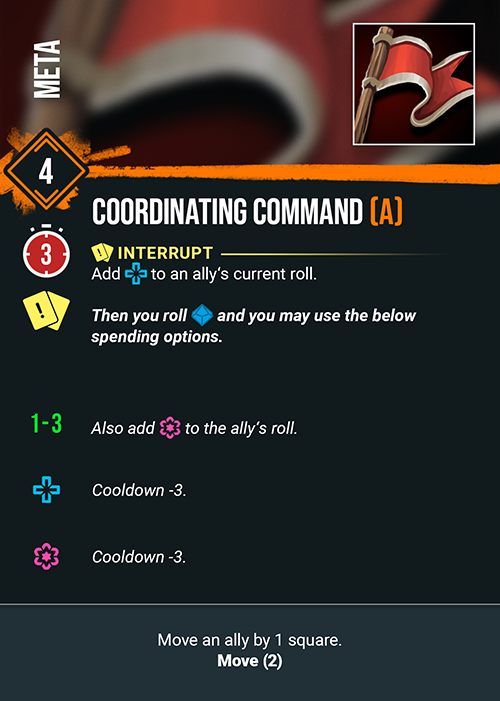 META
4
COORDINATING COMMAND (A)
3
INTERRUPT
Add to an ally's current roll.
Then you roll and you may use the below
spending options.
1-3 Also add to the ally's roll.
Cooldown -3.
Cooldown -3.
Move an ally by 1 square.
Move (2)